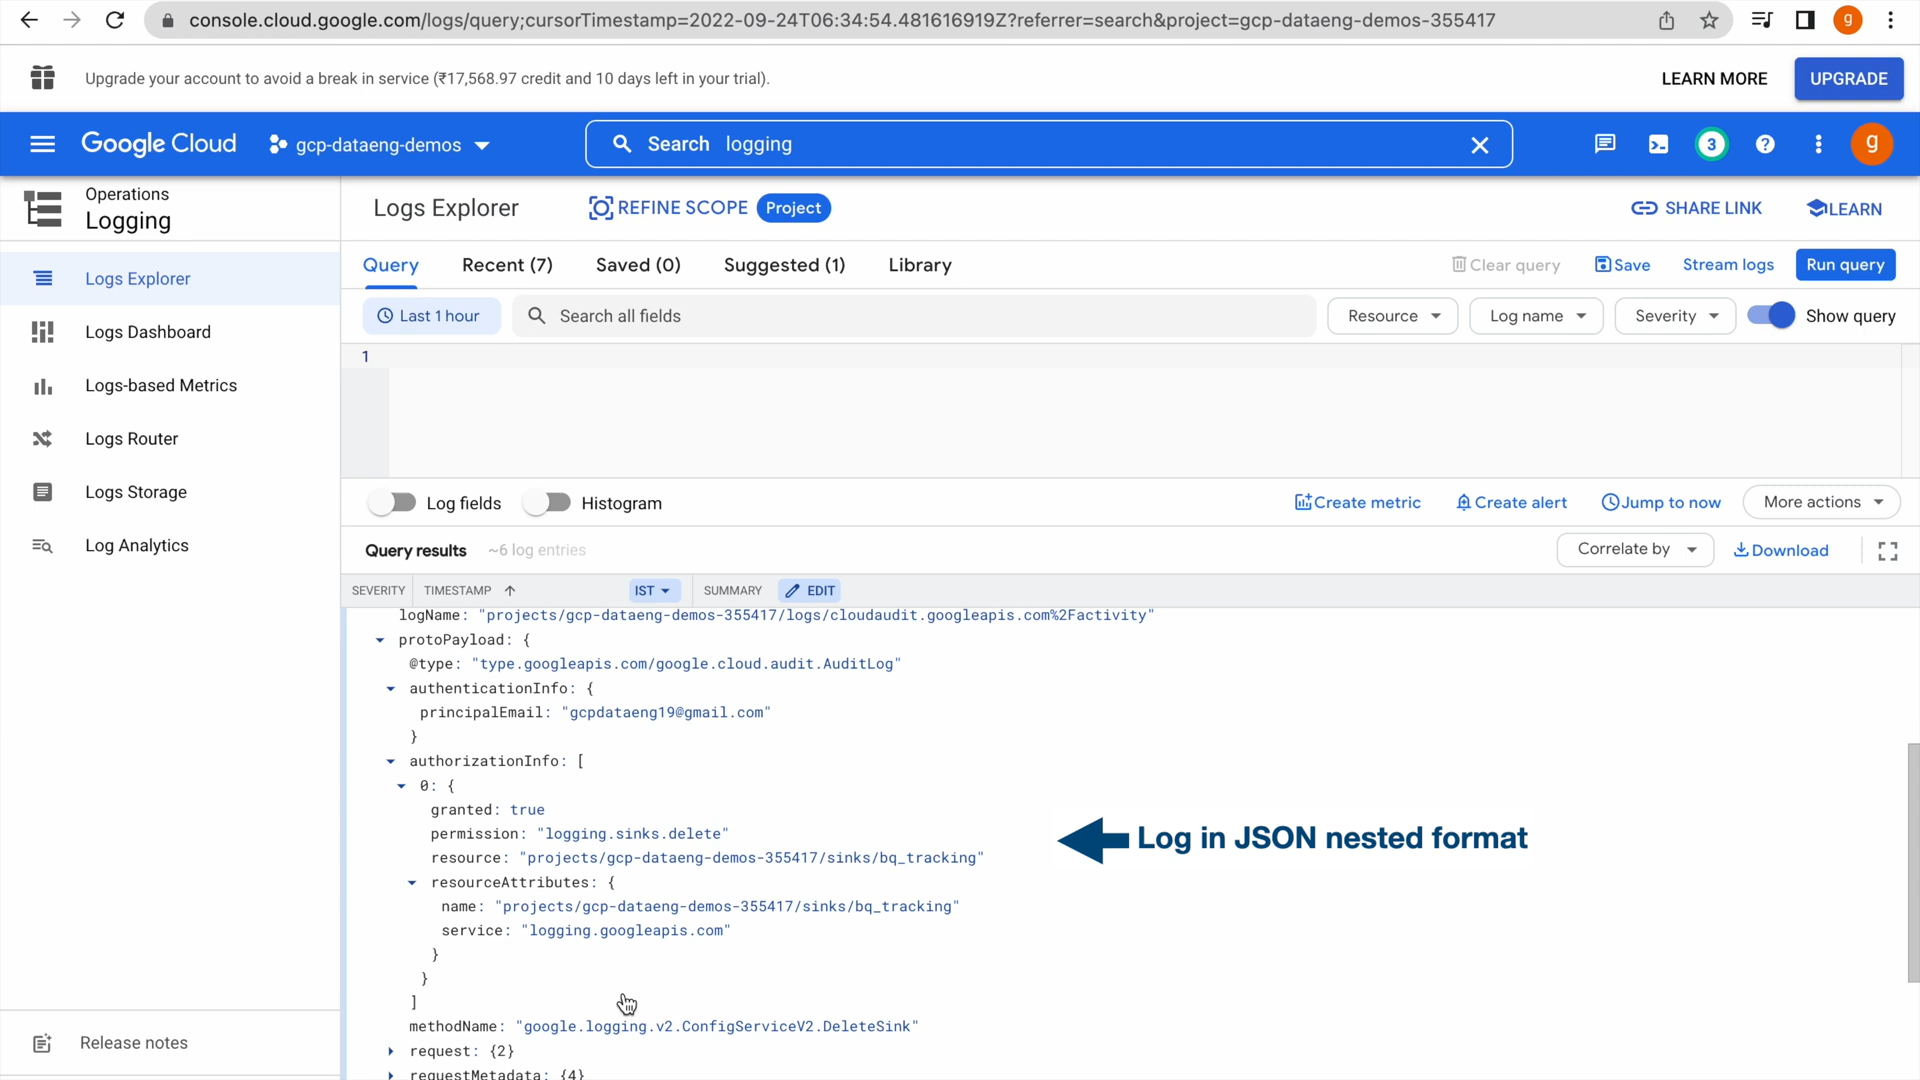 console.cloud.google.com/logs/query;cursorTimestamp=2022-09-24T06:34:54.481616919Z?referrer=search&project=gcp-dataeng-demos-355417
g
Upgrade your account to avoid a break in service (₹17,568.97 credit and 10 days left in your trial).
LEARN MORE
UPGRADE
Google Cloud
gcp-dataeng-demos
Search logging
3
g
Operations
Logging
Logs Explorer
REFINE SCOPE
Project
SHARE LINK
LEARN
Logs Explorer
Logs Dashboard
Logs-based Metrics
Logs Router
Logs Storage
Log Analytics
Release notes
Query
Recent (7)
Saved (0)
Suggested (1)
Library
Clear query
Save
Stream logs
Run query
Last 1 hour
Search all fields
Resource
Log name
Severity
Show query
1
Log fields
Histogram
Create metric
Create alert
Jump to now
More actions
Query results
~6 log entries
Correlate by
Download
SEVERITY
TIMESTAMP
IST
SUMMARY
EDIT
logName: "projects/gcp-dataeng-demos-355417/logs/cloudaudit.googleapis.com%2Factivity"
protoPayload: {
@type: "type.googleapis.com/google.cloud.audit.AuditLog"
authenticationInfo: {
principalEmail: "gcpdataeng19@gmail.com"
}
authorizationInfo: [
0: {
granted: true
permission: "logging.sinks.delete"
resource: "projects/gcp-dataeng-demos-355417/sinks/bq_tracking"
resourceAttributes: {
name: "projects/gcp-dataeng-demos-355417/sinks/bq_tracking"
service: "logging.googleapis.com"
}
}
]
methodName: "google.logging.v2.ConfigServiceV2.DeleteSink"
request: {2}
requestMetadata: {4}
Log in JSON nested format